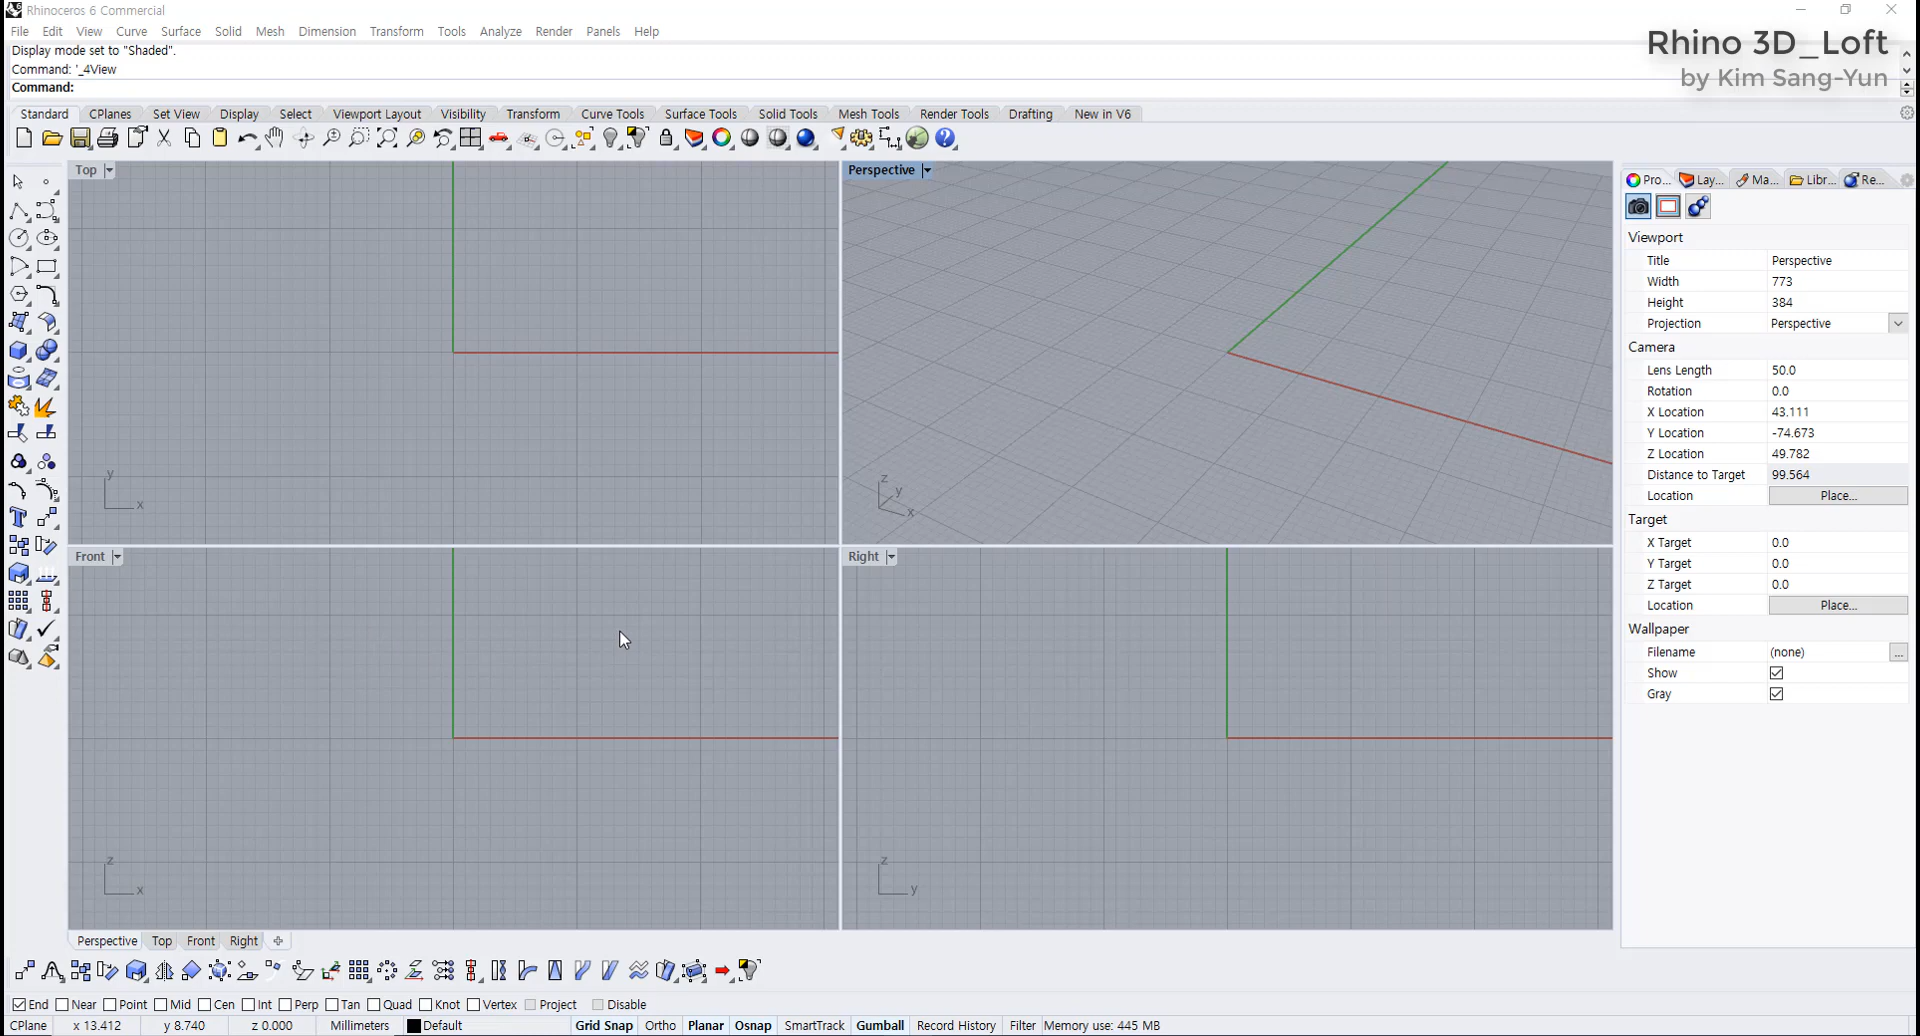 Rhinoceros 6 Commercial
File Edit View Curve Surface Solid Mesh Dimension Transform Tools Analyze Render Panels Help
Display mode set to "Shaded".
Command: '_4View
Command:
Rhino 3D_Loft
by Kim Sang-Yun
Standard CPlanes Set View Display Select Viewport Layout Visibility Transform Curve Tools Surface Tools Solid Tools Mesh Tools Render Tools Drafting New in V6
Top
Perspective
y
x
z
y
x
Front
Right
z
x
z
y
Pro... Lay... Ma... Libr... Re...
Viewport
Title Perspective
Width 773
Height 384
Projection Perspective
Camera
Lens Length 50.0
Rotation 0.0
X Location 43.111
Y Location -74.673
Z Location 49.782
Distance to Target 99.564
Location Place...
Target
X Target 0.0
Y Target 0.0
Z Target 0.0
Location Place...
Wallpaper
Filename (none) ...
Show
Gray
Perspective Top Front Right
End Near Point Mid Cen Int Perp Tan Quad Knot Vertex Project Disable
CPlane x 13.412 y 8.740 z 0.000 Millimeters Default Grid Snap Ortho Planar Osnap SmartTrack Gumball Record History Filter Memory use: 445 MB